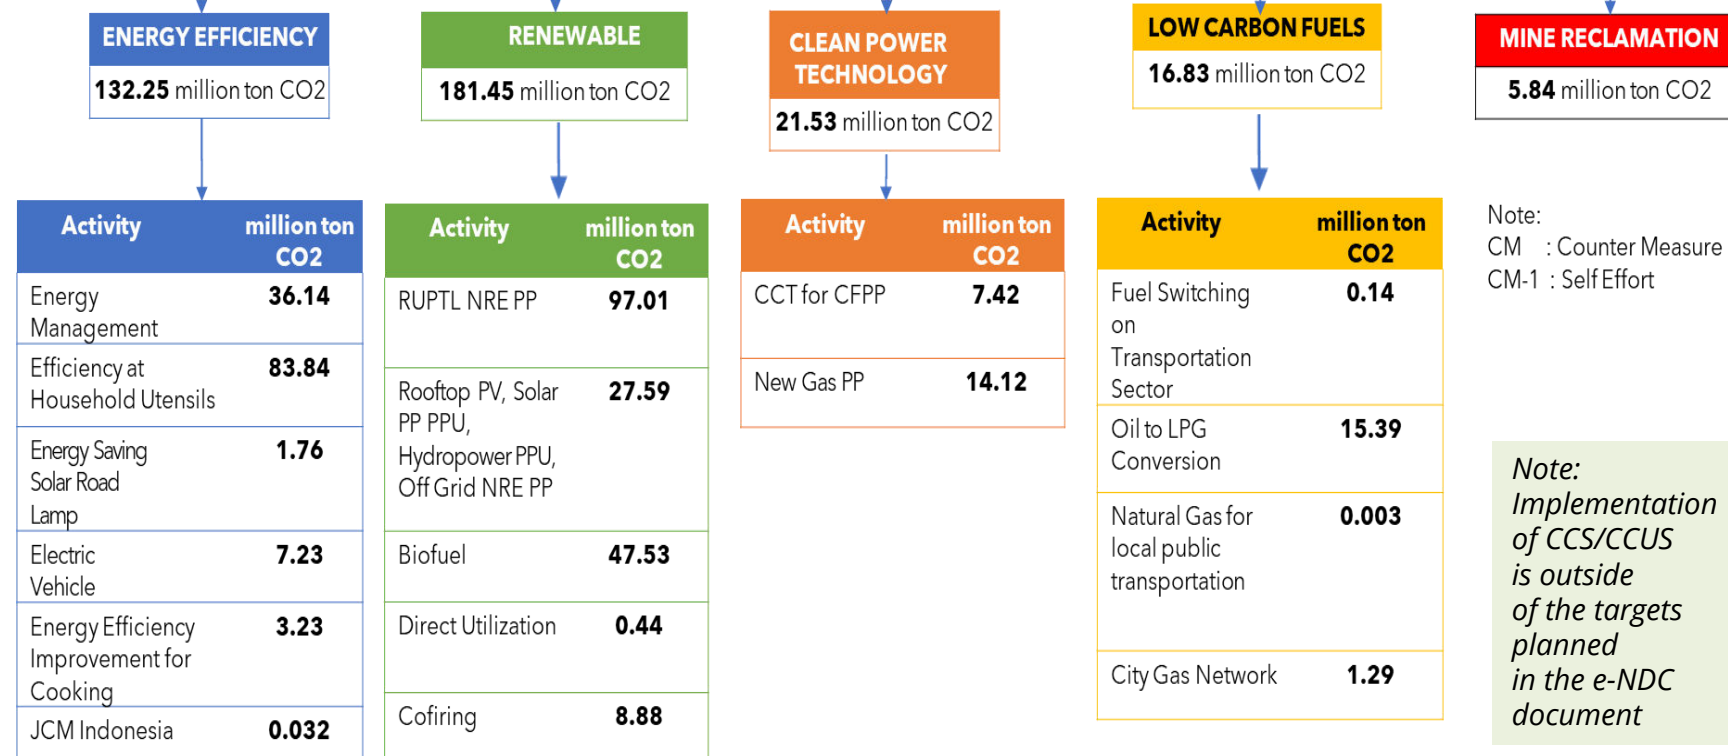 ENERGY EFFICIENCY
132.25 million ton CO2
RENEWABLE
181.45 million ton CO2
CLEAN POWER
TECHNOLOGY
21.53 million ton CO2
LOW CARBON FUELS
16.83 million ton CO2
MINE RECLAMATION
5.84 million ton CO2
Activity million ton
CO2
Energy 36.14
Management
Efficiency at 83.84
Household Utensils
Energy Saving 1.76
Solar Road
Lamp
Electric 7.23
Vehicle
Energy Efficiency 3.23
Improvement for
Cooking
JCM Indonesia 0.032
Activity million ton
CO2
RUPTL NRE PP 97.01
Rooftop PV, Solar 27.59
PP PPU,
Hydropower PPU,
Off Grid NRE PP
Biofuel 47.53
Direct Utilization 0.44
Cofiring 8.88
Activity million ton
CO2
CCT for CFPP 7.42
New Gas PP 14.12
Activity million ton
CO2
Fuel Switching 0.14
on
Transportation
Sector
Oil to LPG 15.39
Conversion
Natural Gas for 0.003
local public
transportation
City Gas Network 1.29
Note:
CM : Counter Measure
CM-1 : Self Effort
Note:
Implementation
of CCS/CCUS
is outside
of the targets
planned
in the e-NDC
document